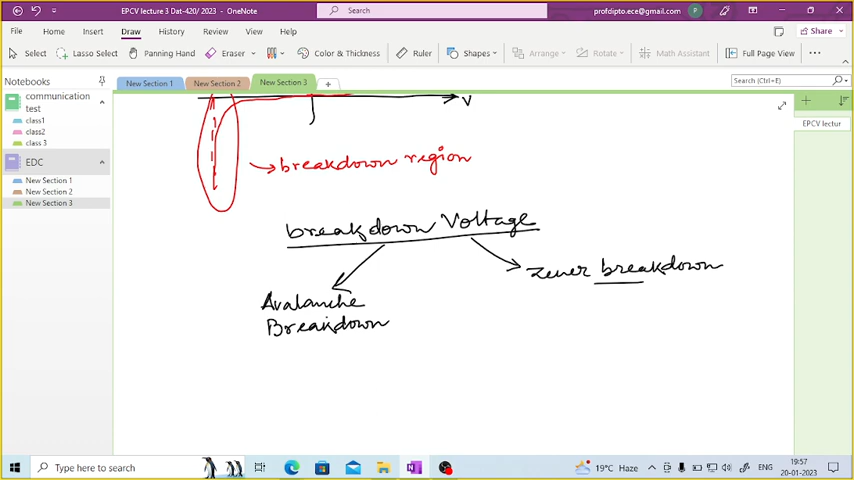 EPCV lecture 3 Dat-420/ 2023 - OneNote
Search
profdipto.ece@gmail.com
P
File
Home
Insert
Draw
History
Review
View
Help
Share
Select
Lasso Select
Panning Hand
Eraser
Color & Thickness
Ruler
Shapes
Arrange
Rotate
Math Assistant
Full Page View
Notebooks
New Section 1
New Section 2
New Section 3
+
Search (Ctrl+E)
communication
test
class1
class2
class 3
EDC
New Section 1
New Section 2
New Section 3
EPCV lectur
V
breakdown region
breakdown Voltage
Zener breakdown
Avalanche
Breakdown
Type here to search
19°C Haze
ENG
19:57
20-01-2023